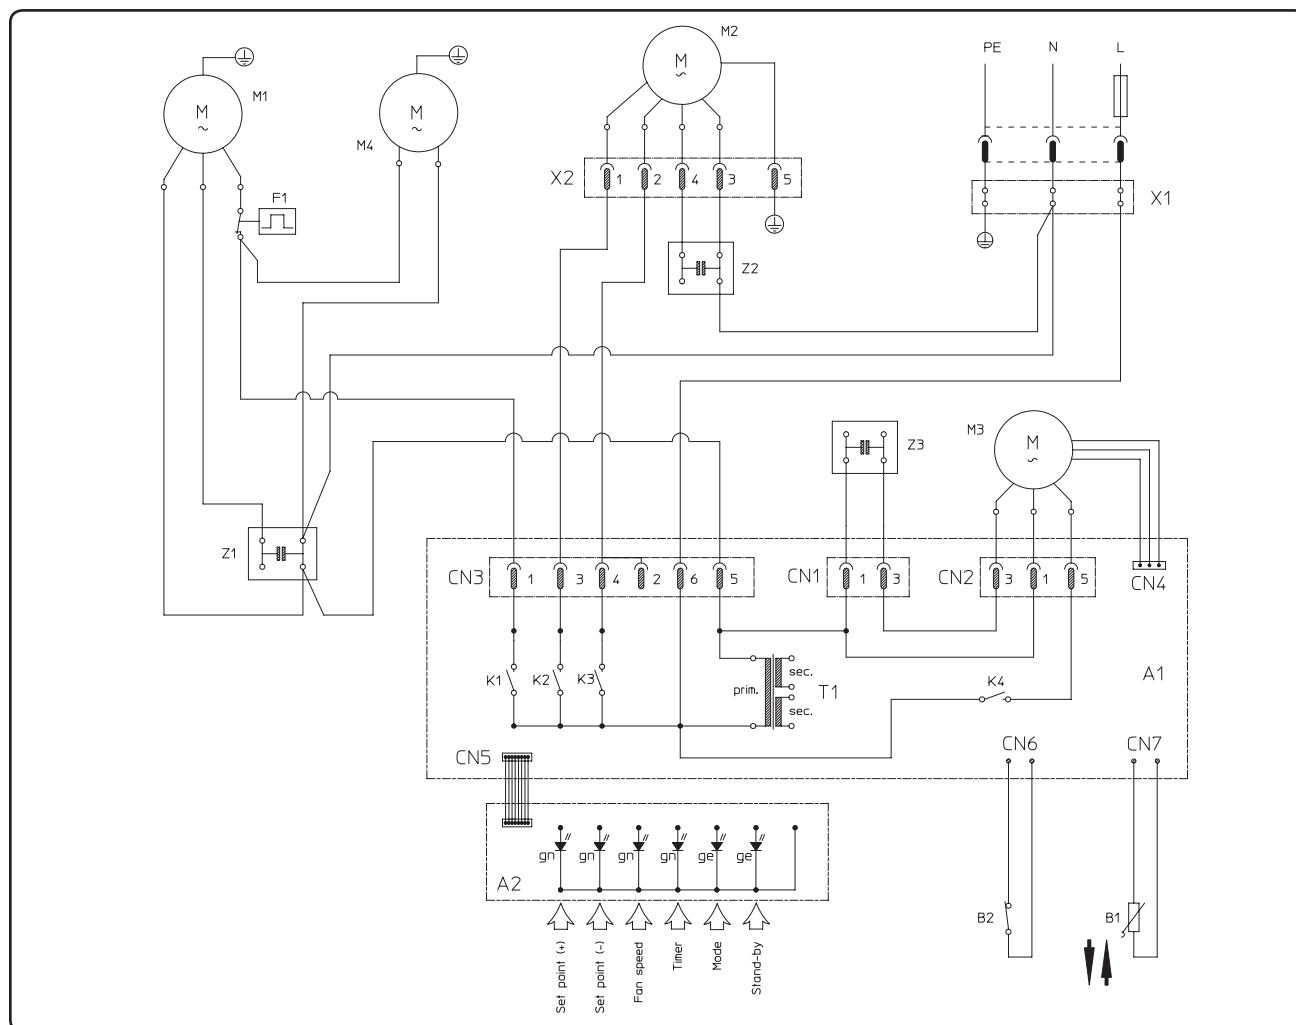 M2
PE N L
M
~
M1
M
~
M
~
M4
X2
1 2 4 3 5
X1
F1
Z2
Z3
M3
M
~
Z1
CN3
1 3 4 2 6 5
CN1
1 3
CN2
3 1 5
CN4
K1 K2 K3
prim.
sec.
sec.
T1
K4
A1
CN5
CN6
CN7
gn gn gn gn ge ge
A2
B2
B1
Set point (+)
Set point (-)
Fan speed
Timer
Mode
Stand-by